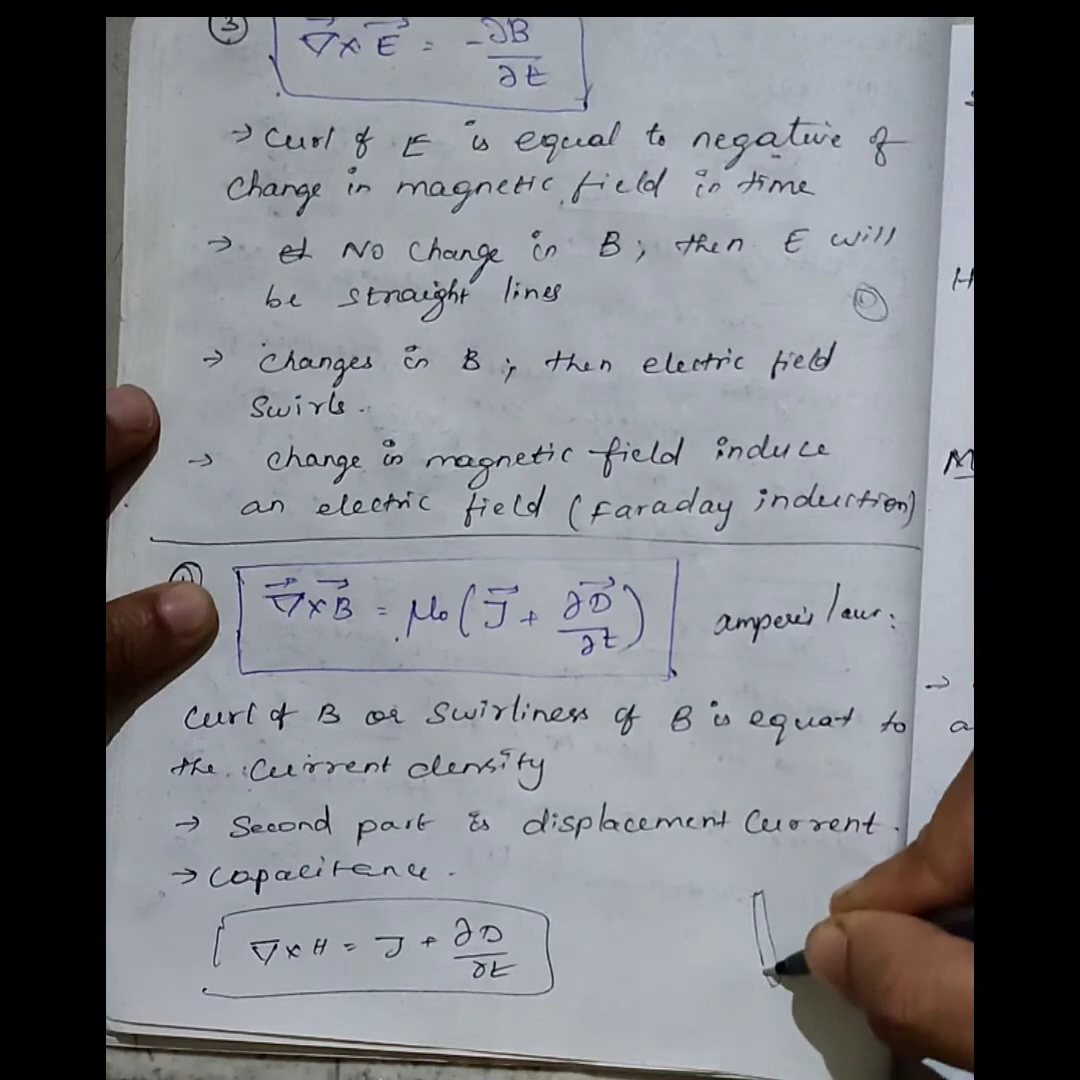 ③ ∇×E = -∂B/∂t
→ Curl of E is equal to negative of
Change in magnetic field in time
→ No Change in B ; then E will
be straight lines
→ Changes in B ; then electric field
Swirls.
→ Change in magnetic field induce
an electric field (Faraday induction)
∇×B = μ₀(J + ∂D/∂t) amperis law:
Curl of B or Swirliness of B is equat to
the current density
→ Second part is displacement Current.
→ Capacitance.
∇×H = J + ∂D/∂t